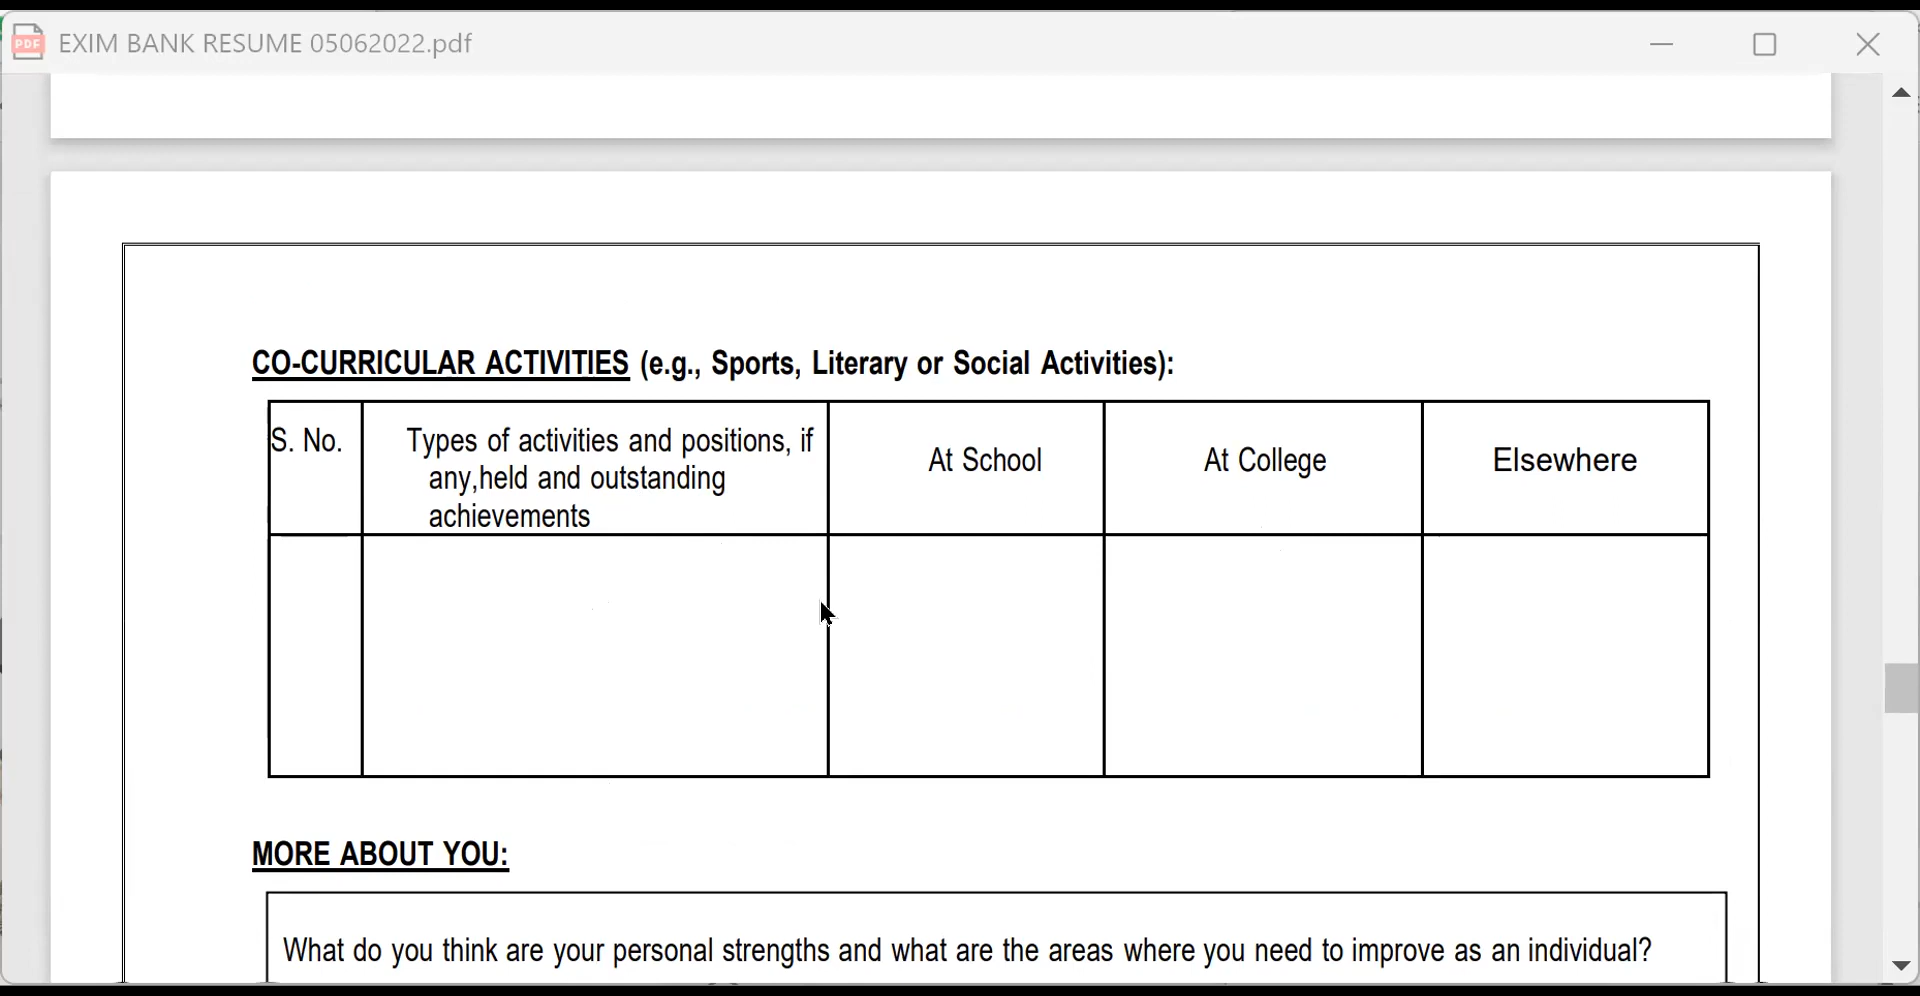 EXIM BANK RESUME 05062022.pdf
CO-CURRICULAR ACTIVITIES (e.g., Sports, Literary or Social Activities):
S. No.
Types of activities and positions, if
any,held and outstanding
achievements
At School
At College
Elsewhere
MORE ABOUT YOU:
What do you think are your personal strengths and what are the areas where you need to improve as an individual?